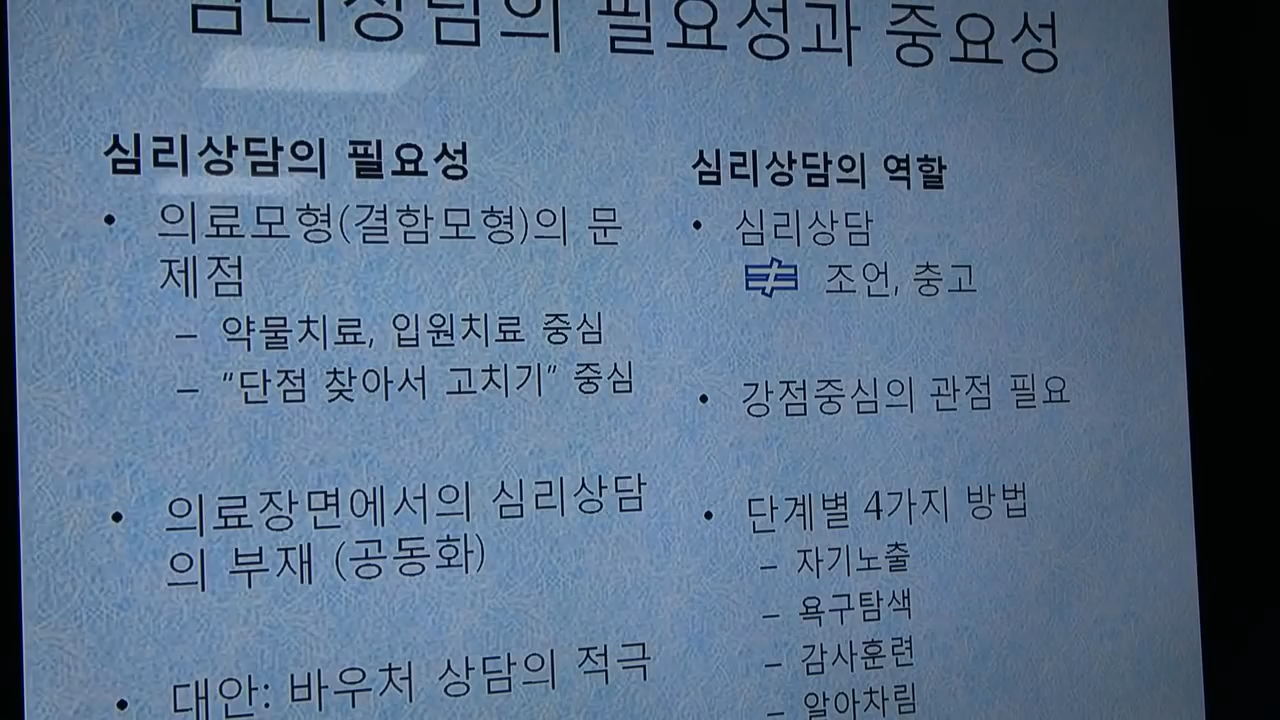 심리상담의 필요성과 중요성
심리상담의 필요성
• 의료모형(결함모형)의 문
제점
– 약물치료, 입원치료 중심
– “단점 찾아서 고치기” 중심
• 의료장면에서의 심리상담
의 부재 (공동화)
• 대안: 바우처 상담의 적극
심리상담의 역할
• 심리상담
≠ 조언, 충고
• 강점중심의 관점 필요
• 단계별 4가지 방법
– 자기노출
– 욕구탐색
– 감사훈련
– 알아차림